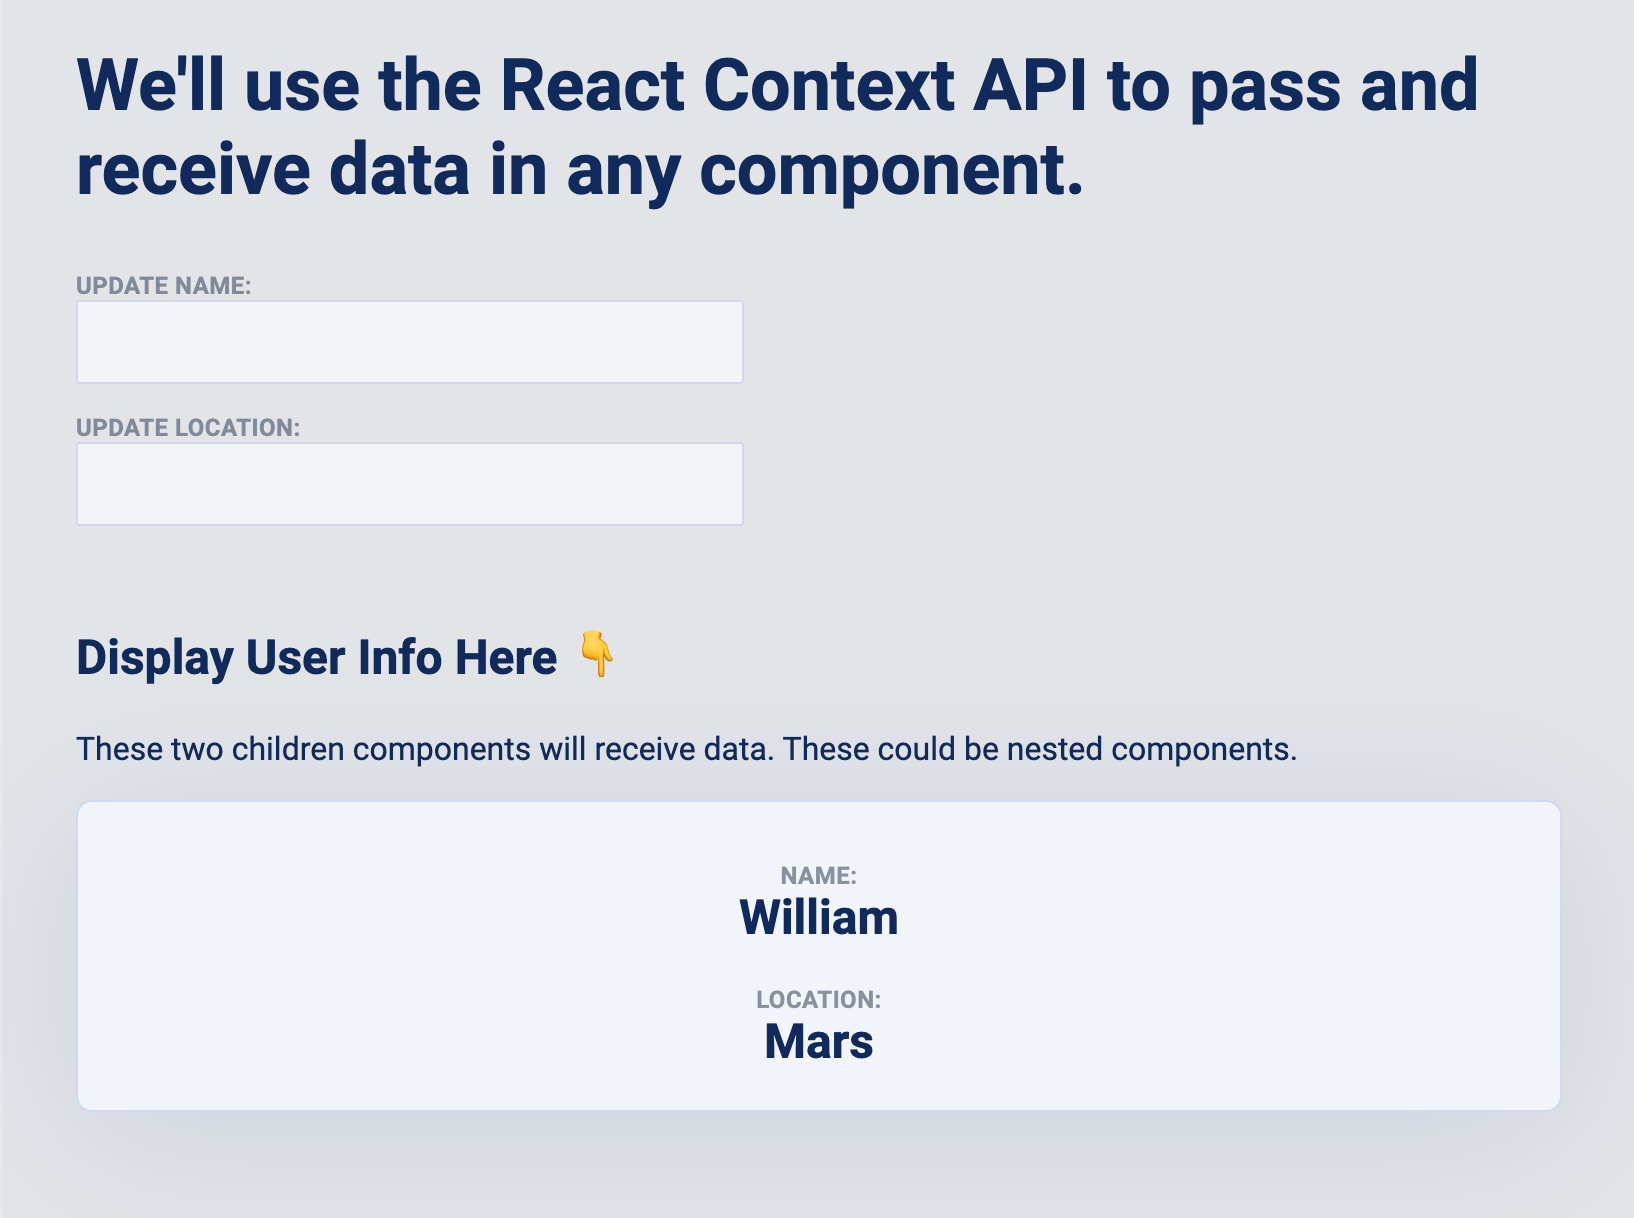 We'll use the React Context API to pass and
receive data in any component.
UPDATE NAME:
UPDATE LOCATION:
Display User Info Here 👇
These two children components will receive data. These could be nested components.
NAME:
William
LOCATION:
Mars